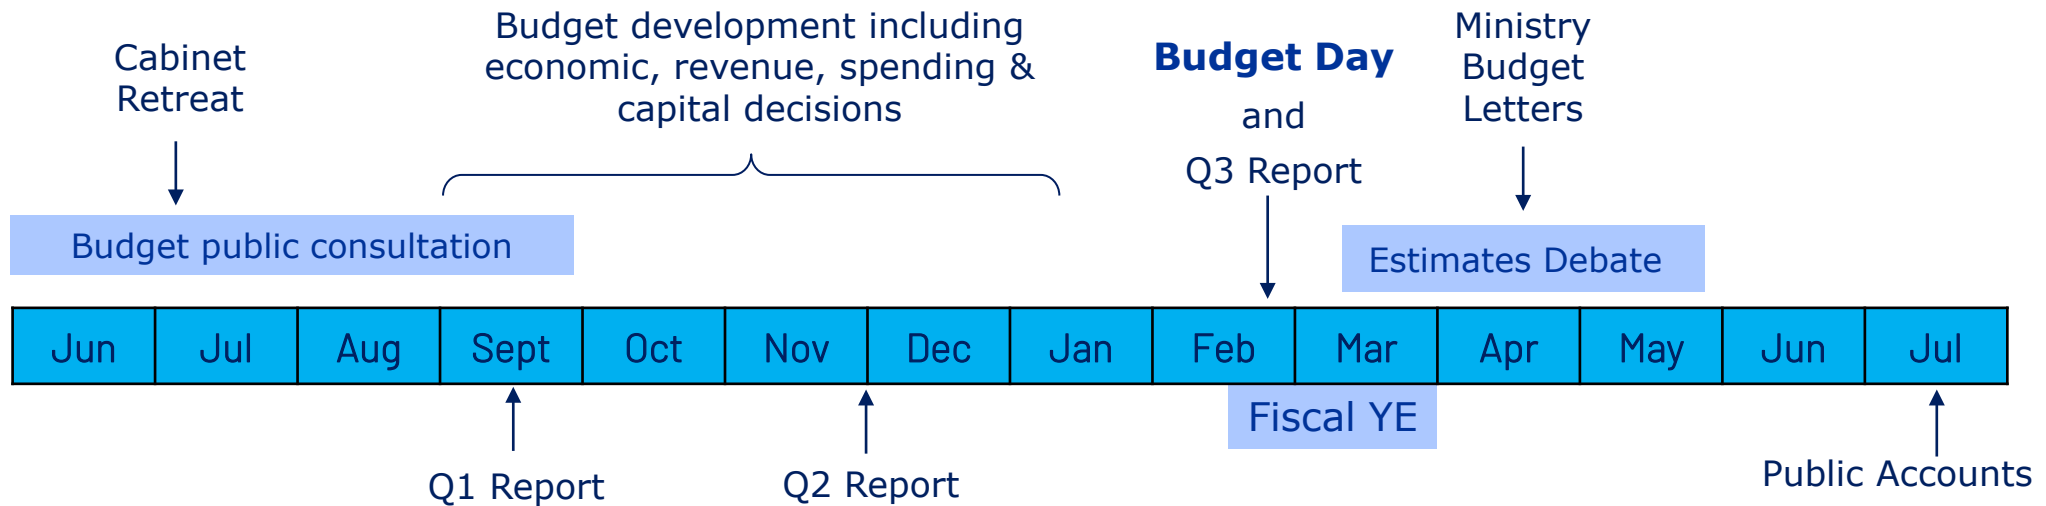 Cabinet
Retreat
Budget development including
economic, revenue, spending &
capital decisions
Budget Day
and
Q3 Report
Ministry
Budget
Letters
Budget public consultation
Estimates Debate
Jun Jul Aug Sept Oct Nov Dec Jan Feb Mar Apr May Jun Jul
Fiscal YE
Q1 Report
Q2 Report
Public Accounts